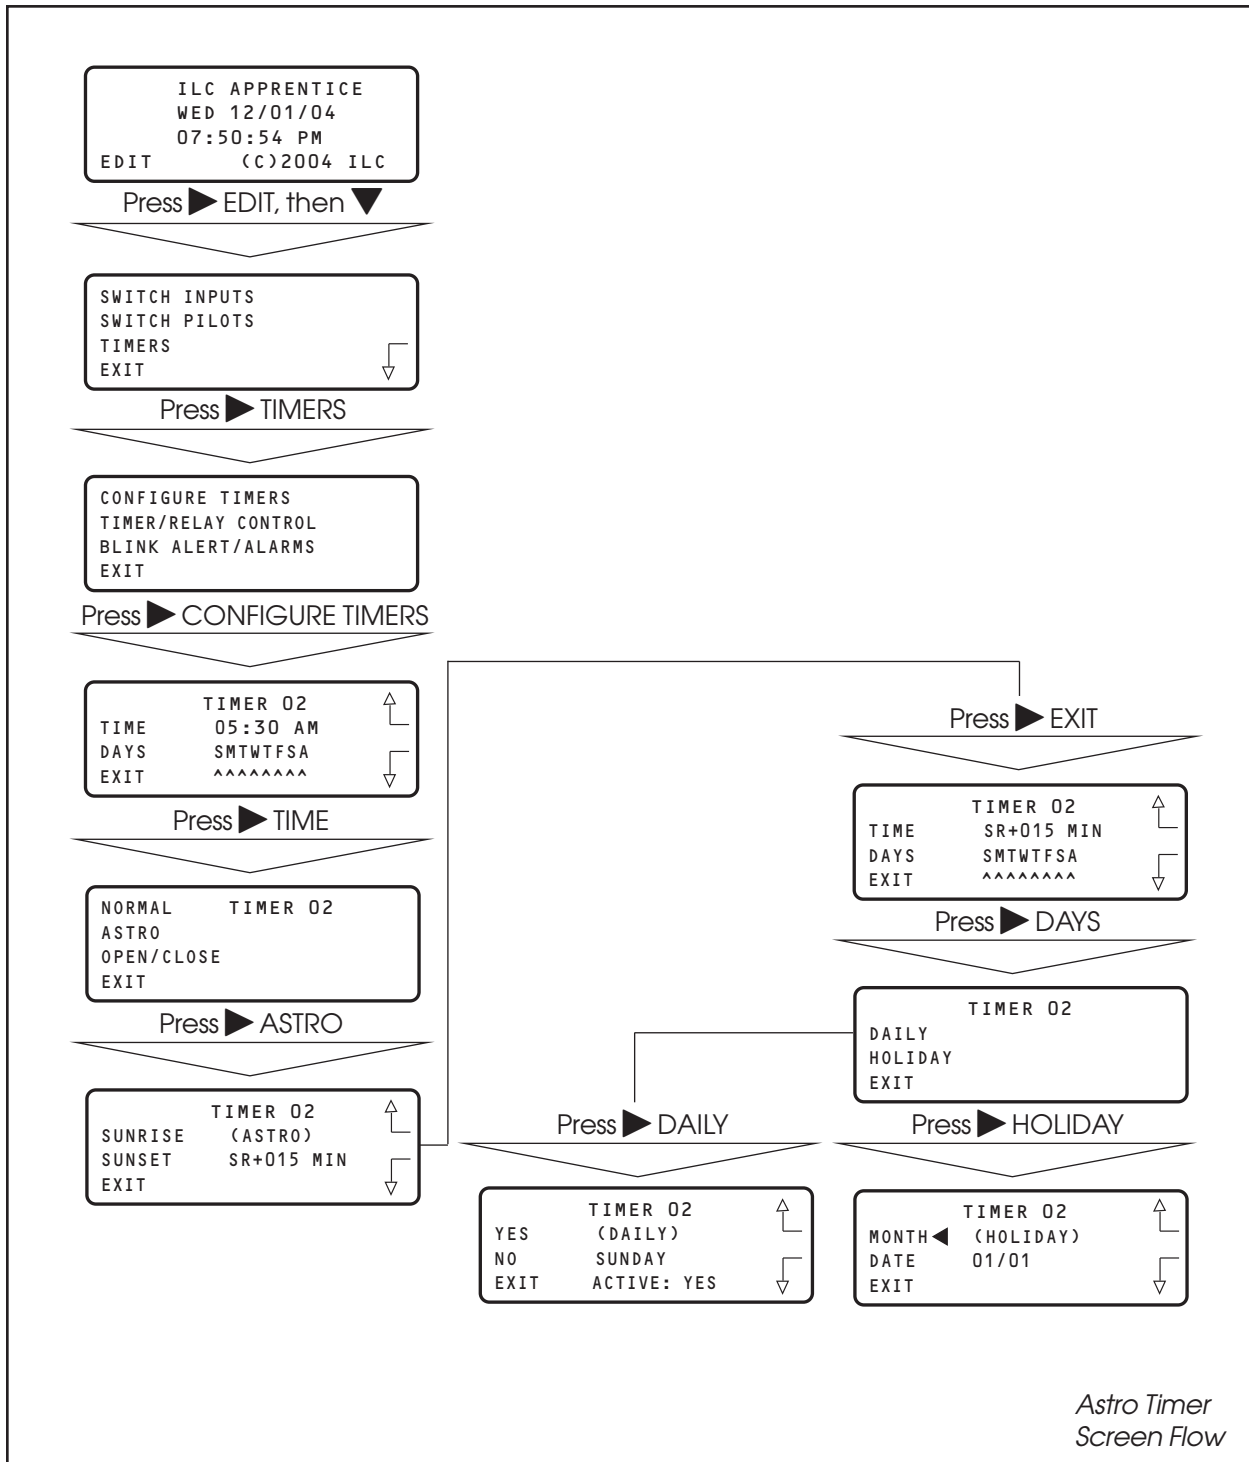 ILC APPRENTICE
WED 12/01/04
07:50:54 PM
EDIT (C)2004 ILC
Press ▶ EDIT, then ▼
SWITCH INPUTS
SWITCH PILOTS
TIMERS
EXIT
Press ▶ TIMERS
CONFIGURE TIMERS
TIMER/RELAY CONTROL
BLINK ALERT/ALARMS
EXIT
Press ▶ CONFIGURE TIMERS
TIMER 02
TIME 05:30 AM
DAYS SMTWTFSA
EXIT ^^^^^^^^
Press ▶ TIME
NORMAL TIMER 02
ASTRO
OPEN/CLOSE
EXIT
Press ▶ ASTRO
TIMER 02
SUNRISE (ASTRO)
SUNSET SR+015 MIN
EXIT
Press ▶ EXIT
TIMER 02
TIME SR+015 MIN
DAYS SMTWTFSA
EXIT ^^^^^^^^
Press ▶ DAYS
TIMER 02
DAILY
HOLIDAY
EXIT
Press ▶ DAILY
TIMER 02
YES (DAILY)
NO SUNDAY
EXIT ACTIVE: YES
Press ▶ HOLIDAY
TIMER 02
MONTH◀ (HOLIDAY)
DATE 01/01
EXIT
Astro Timer
Screen Flow